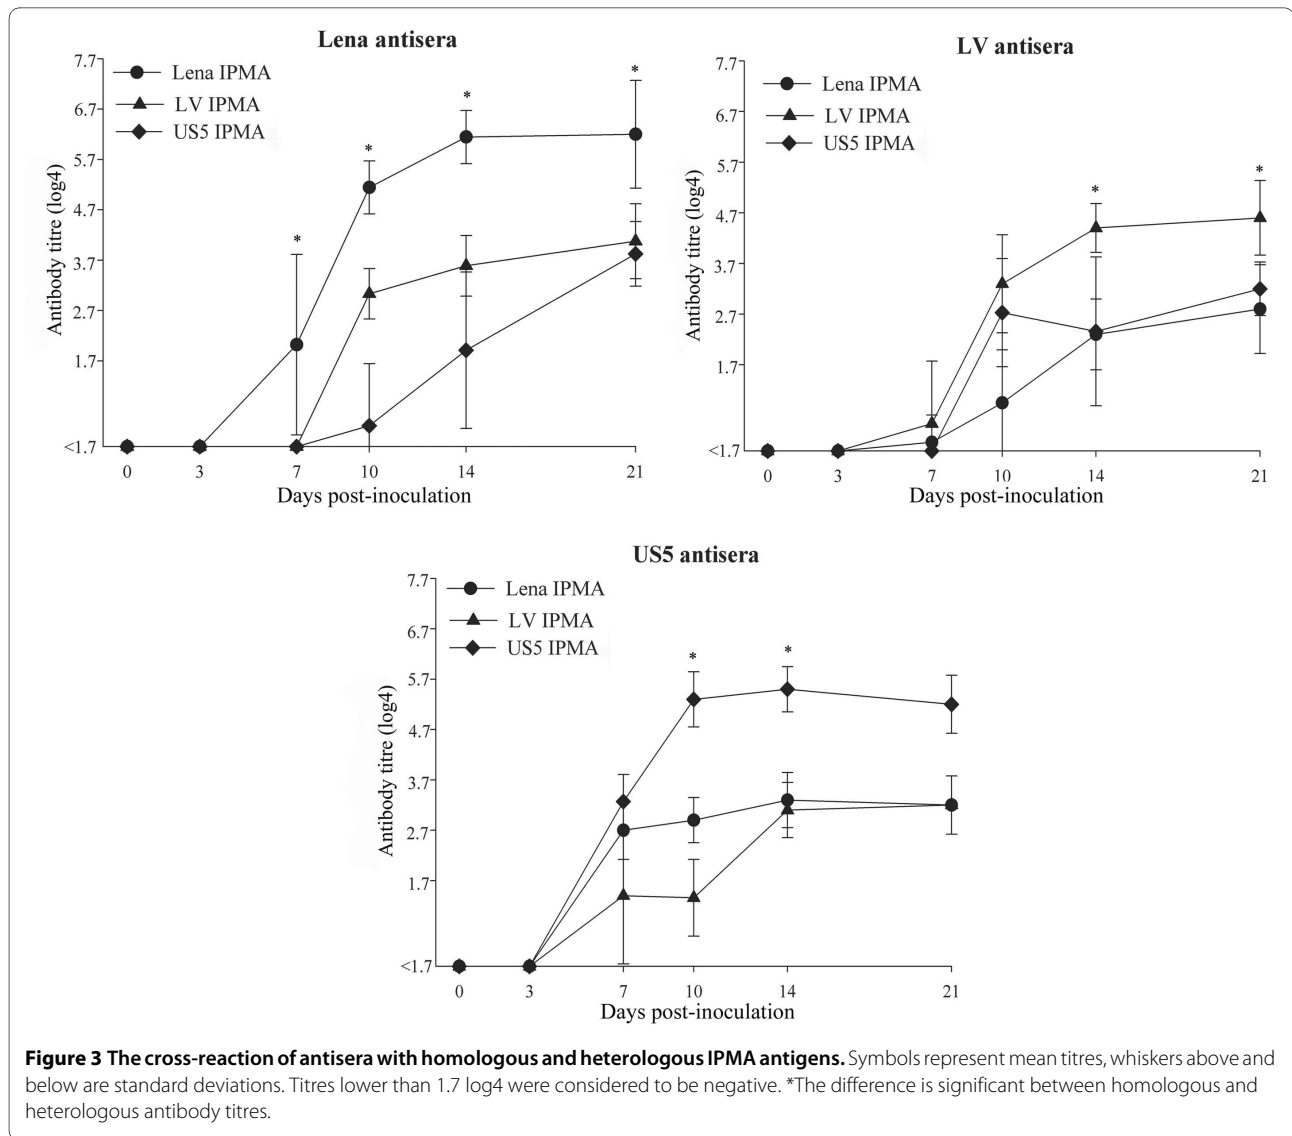 Lena antisera
7.7
6.7
5.7
4.7
3.7
2.7
1.7
<1.7
Antibody titre (log4)
Lena IPMA
LV IPMA
US5 IPMA
*
*
*
*
0 3 7 10 14 21
Days post-inoculation
LV antisera
7.7
6.7
5.7
4.7
3.7
2.7
1.7
<1.7
Antibody titre (log4)
Lena IPMA
LV IPMA
US5 IPMA
*
*
0 3 7 10 14 21
Days post-inoculation
US5 antisera
7.7
6.7
5.7
4.7
3.7
2.7
1.7
<1.7
Antibody titre (log4)
Lena IPMA
LV IPMA
US5 IPMA
*
*
0 3 7 10 14 21
Days post-inoculation
Figure 3 The cross-reaction of antisera with homologous and heterologous IPMA antigens. Symbols represent mean titres, whiskers above and
below are standard deviations. Titres lower than 1.7 log4 were considered to be negative. *The difference is significant between homologous and
heterologous antibody titres.